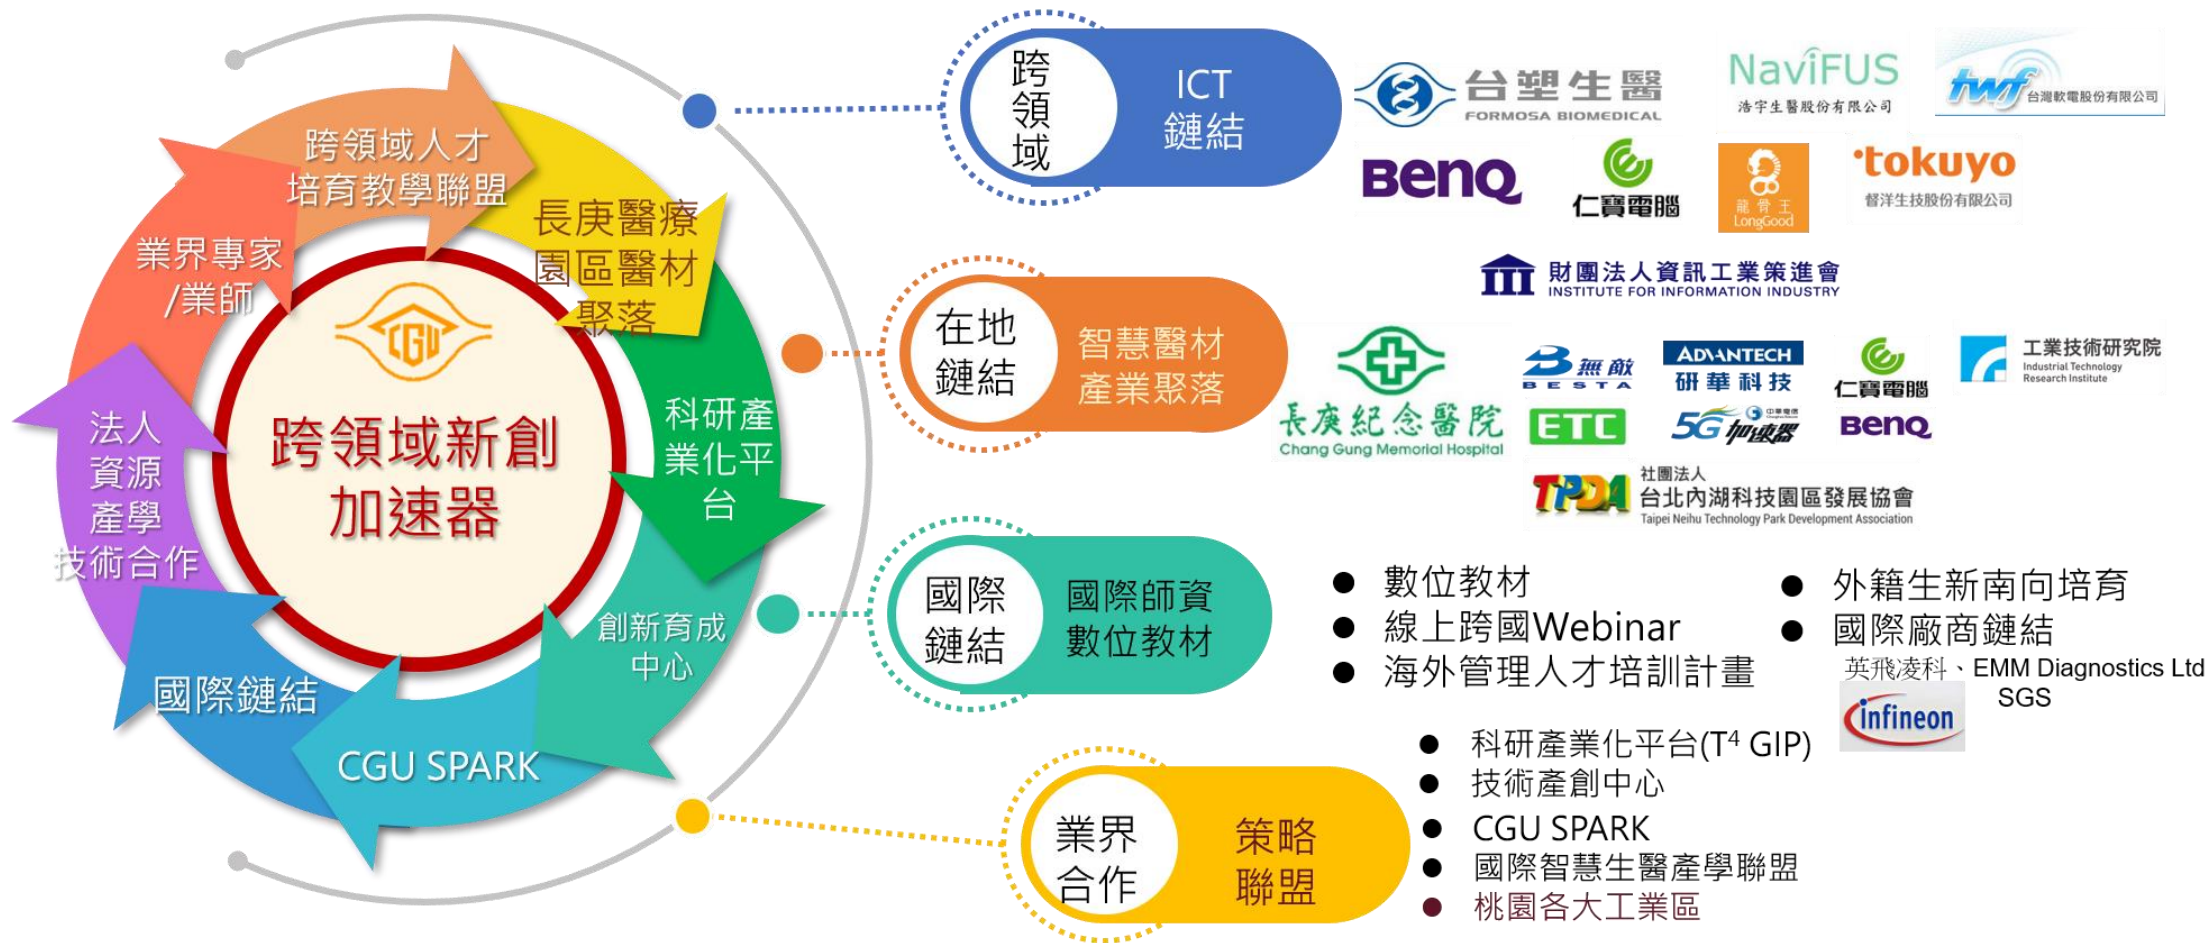 跨領域人才
培育教學聯盟
長庚醫療
園區醫材
聚落
科研產
業化平
台
創新育成
中心
CGU SPARK
國際鏈結
法人
資源
產學
技術合作
業界專家
/業師
CGU
跨領域新創
加速器
跨
領
域
ICT
鏈結
台塑生醫
FORMOSA BIOMEDICAL
NaviFUS
浩宇生醫股份有限公司
twf
台灣軟電股份有限公司
BenQ
仁寶電腦
龍骨王
LongGood
tokuyo
督洋生技股份有限公司
財團法人資訊工業策進會
INSTITUTE FOR INFORMATION INDUSTRY
在地
鏈結
智慧醫材
產業聚落
長庚紀念醫院
Chang Gung Memorial Hospital
無敵
BESTA
ADVANTECH
研華科技
仁寶電腦
工業技術研究院
Industrial Technology
Research Institute
ETC
中華電信
5G加速器
BenQ
TPDA
社團法人
台北內湖科技園區發展協會
Taipei Neihu Technology Park Development Association
國際
鏈結
國際師資
數位教材
● 數位教材
● 線上跨國Webinar
● 海外管理人才培訓計畫
● 外籍生新南向培育
● 國際廠商鏈結
英飛凌科、EMM Diagnostics Ltd
SGS
infineon
業界
合作
策略
聯盟
● 科研產業化平台(T⁴ GIP)
● 技術產創中心
● CGU SPARK
● 國際智慧生醫產學聯盟
● 桃園各大工業區